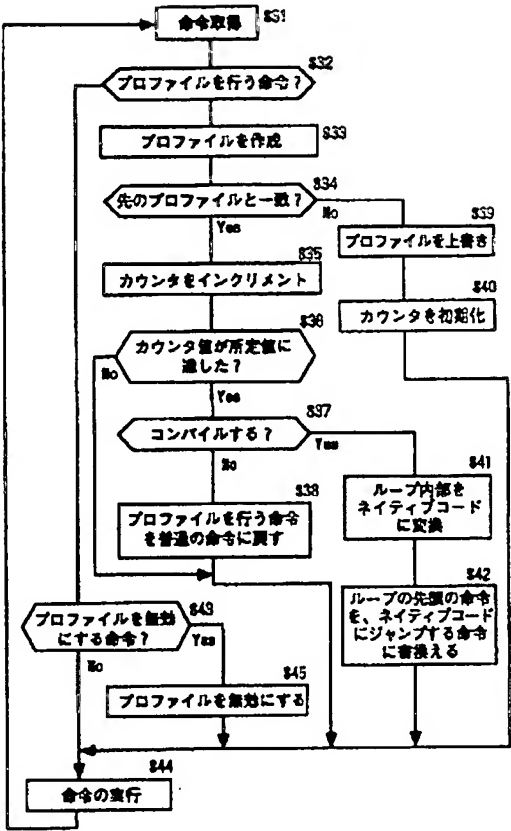 命令取得
S31
プロファイルを行う命令?
S32
プロファイルを作成
S33
先のプロファイルと一致?
S34
No
Yes
カウンタをインクリメント
S35
プロファイルを上書き
S39
カウンタを初期化
S40
カウンタ値が所定値に
達した?
S36
No
Yes
コンパイルする?
S37
Yes
No
プロファイルを行う命令
を普通の命令に戻す
S38
ループ内部を
ネイティブコード
に変換
S41
ループの先頭の命令
を、ネイティブコード
にジャンプする命令
に書換える
S42
プロファイルを無効
にする命令?
S43
Yes
No
プロファイルを無効にする
S45
命令の実行
S44